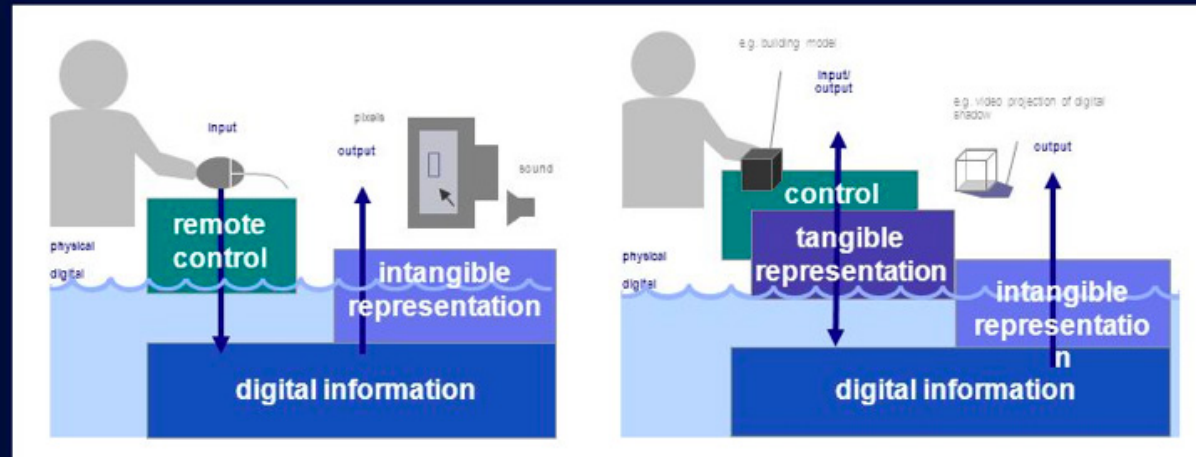 input
pixels
output
sound
remote
control
physical
digital
intangible
representation
digital information
e.g. building model
input/
output
e.g. video projection of digital
shadow
output
control
tangible
representation
physical
digital
intangible
representatio
n
digital information